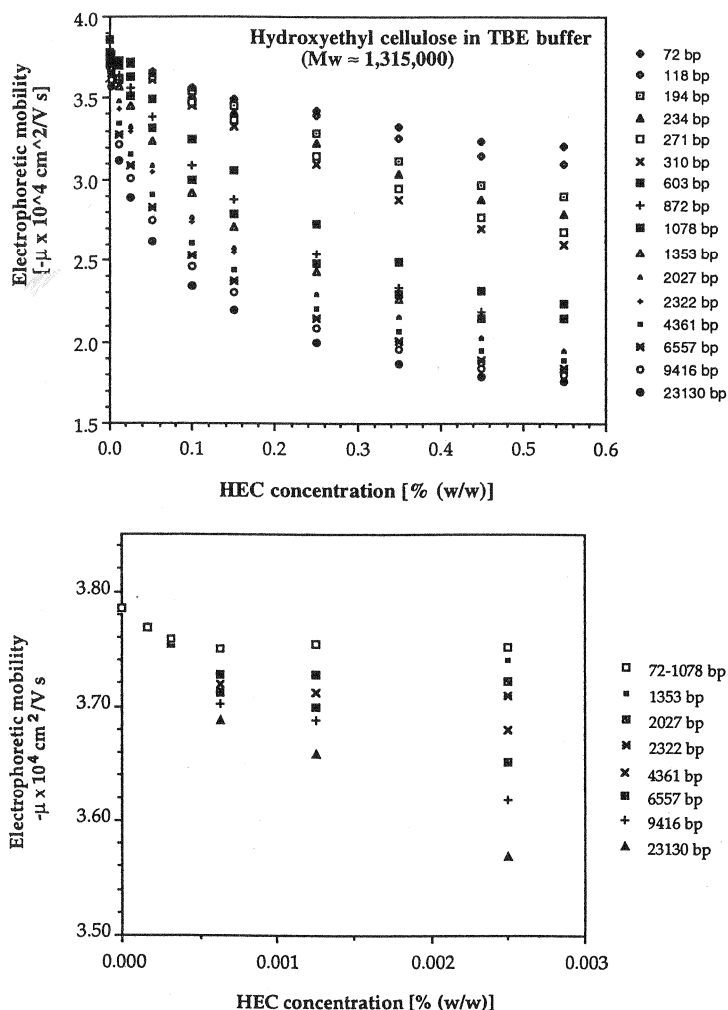 Hydroxyethyl cellulose in TBE buffer
(Mw ≈ 1,315,000)
Electrophoretic mobility
[-μ x 10^4 cm^2/V s]
4.0
3.5
3.0
2.5
2.0
1.5
0.0
0.1
0.2
0.3
0.4
0.5
0.6
HEC concentration [% (w/w)]
72 bp
118 bp
194 bp
234 bp
271 bp
310 bp
603 bp
872 bp
1078 bp
1353 bp
2027 bp
2322 bp
4361 bp
6557 bp
9416 bp
23130 bp
Electrophoretic mobility
-μ x 10⁴ cm²/V s
3.80
3.70
3.60
3.50
0.000
0.001
0.002
0.003
HEC concentration [% (w/w)]
72-1078 bp
1353 bp
2027 bp
2322 bp
4361 bp
6557 bp
9416 bp
23130 bp